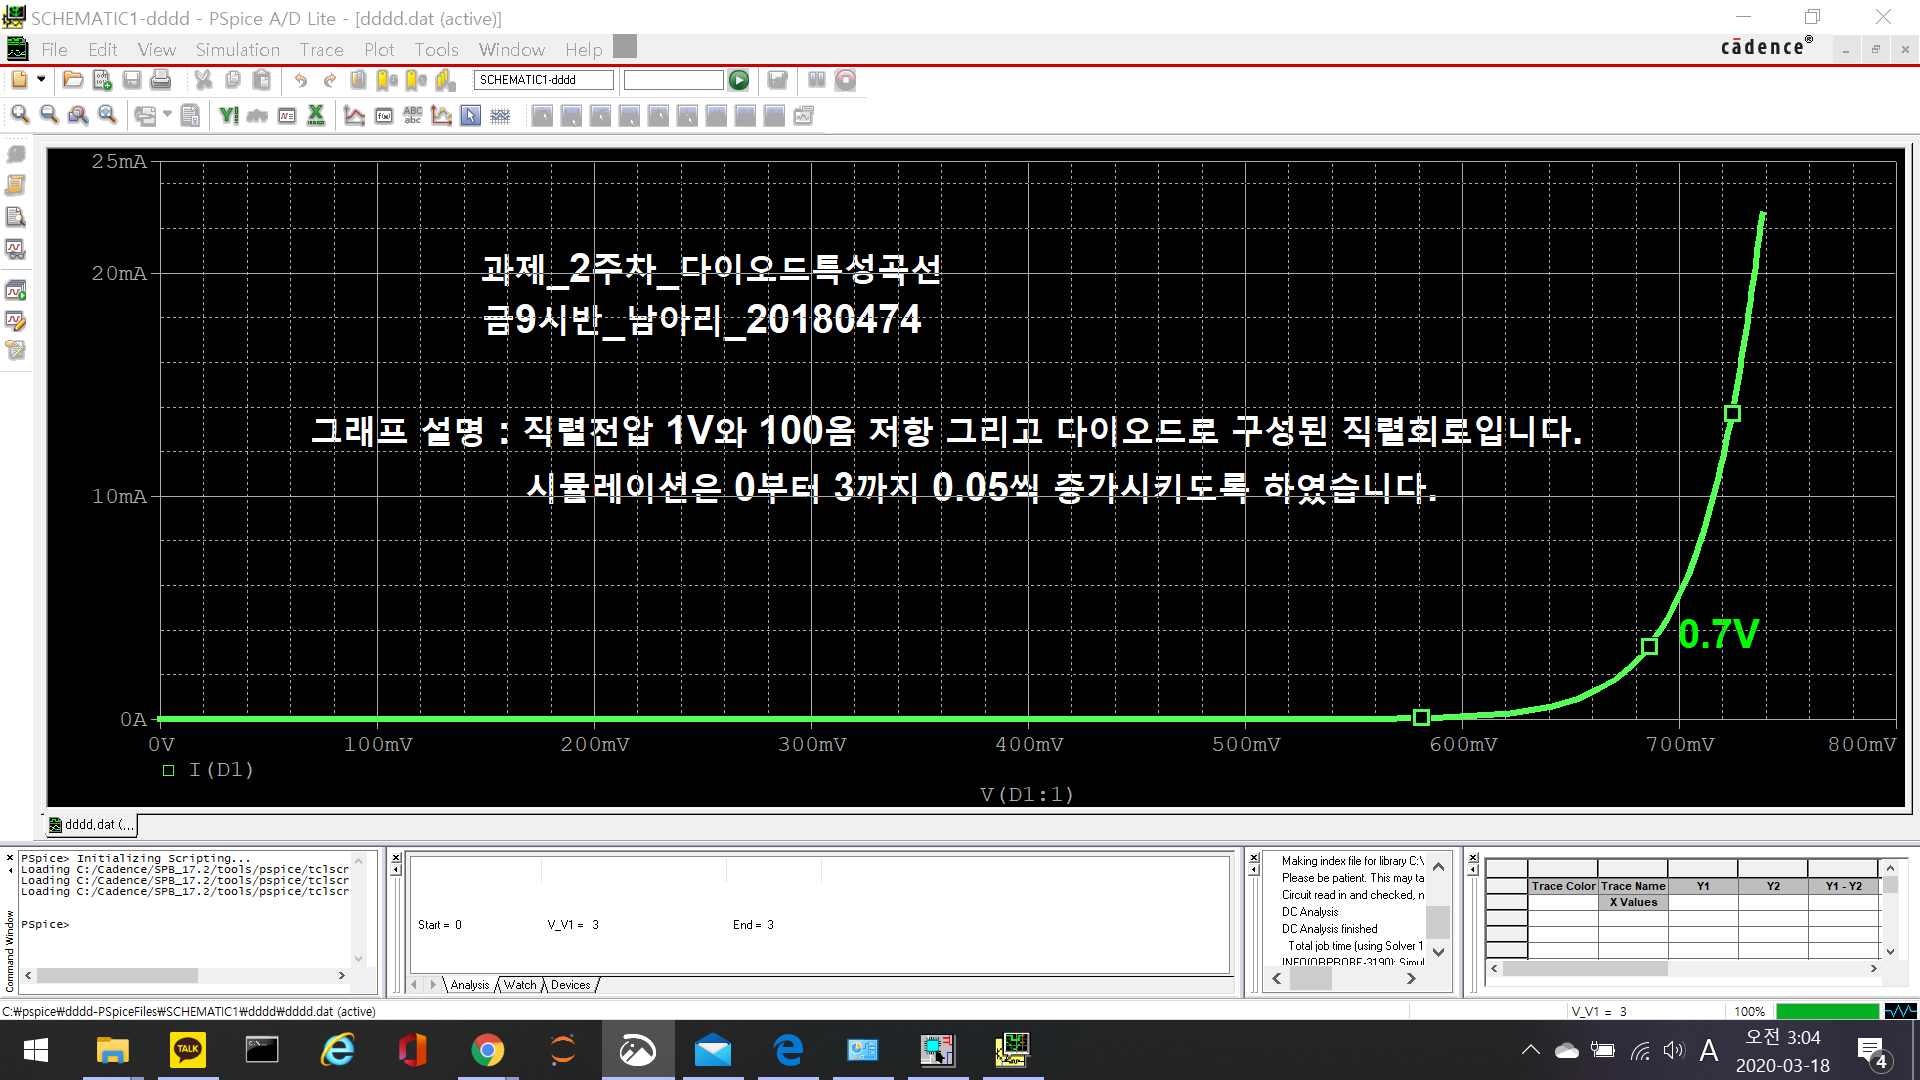 SCHEMATIC1-dddd - PSpice A/D Lite - [dddd.dat (active)]
File Edit View Simulation Trace Plot Tools Window Help
cādence®
SCHEMATIC1-dddd
25mA
20mA
10mA
0A
과제_2주차_다이오드특성곡선
금9시반_남아리_20180474
그래프 설명 : 직렬전압 1V와 100옴 저항 그리고 다이오드로 구성된 직렬회로입니다.
시뮬레이션은 0부터 3까지 0.05씩 증가시키도록 하였습니다.
0.7V
0V 100mV 200mV 300mV 400mV 500mV 600mV 700mV 800mV
I(D1)
V(D1:1)
dddd.dat (...
PSpice> Initializing Scripting...
Loading C:/Cadence/SPB_17.2/tools/pspice/tclscr
Loading C:/Cadence/SPB_17.2/tools/pspice/tclscr
Loading C:/Cadence/SPB_17.2/tools/pspice/tclscr
PSpice>
Command Window
Start = 0 V_V1 = 3 End = 3
Analysis Watch Devices
Making index file for library C:\
Please be patient. This may ta
Circuit read in and checked, n
DC Analysis
DC Analysis finished
Total job time (using Solver 1
INFO(ORPROBE-3190): Simul
Trace Color Trace Name Y1 Y2 Y1 - Y2
X Values
C:₩pspice₩dddd-PSpiceFiles₩SCHEMATIC1₩dddd₩dddd.dat (active)
V_V1 = 3 100%
TALK
A
오전 3:04
2020-03-18
4